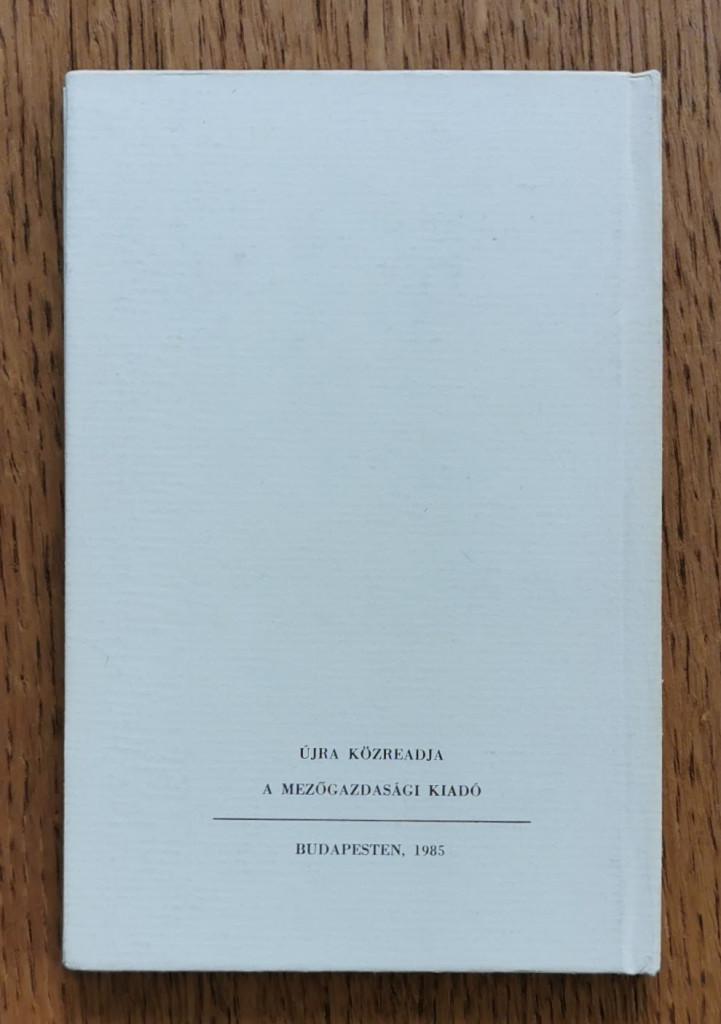 ÚJRA KÖZREADJA
A MEZŐGAZDASÁGI KIADÓ
BUDAPESTEN, 1985